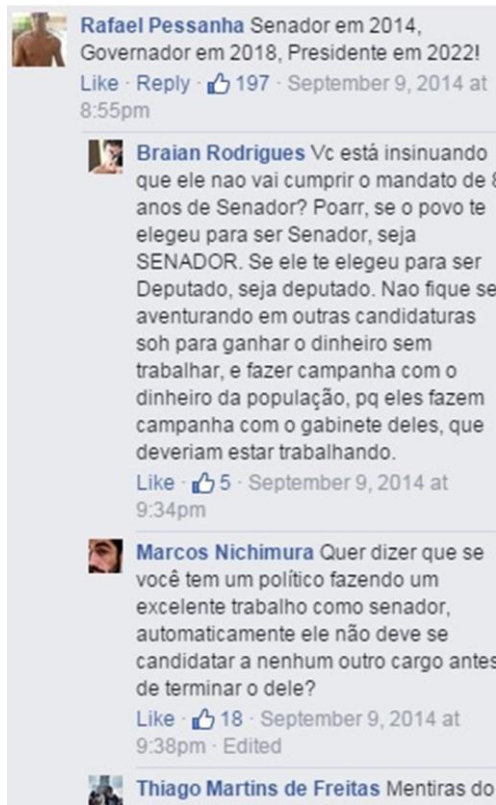 Rafael Pessanha Senador em 2014,
Governador em 2018, Presidente em 2022!
Like · Reply · 197 · September 9, 2014 at
8:55pm
Braian Rodrigues Vc está insinuando
que ele nao vai cumprir o mandato de 8
anos de Senador? Poarr, se o povo te
elegeu para ser Senador, seja
SENADOR. Se ele te elegeu para ser
Deputado, seja deputado. Nao fique se
aventurando em outras candidaturas
soh para ganhar o dinheiro sem
trabalhar, e fazer campanha com o
dinheiro da população, pq eles fazem
campanha com o gabinete deles, que
deveriam estar trabalhando.
Like · 5 · September 9, 2014 at
9:34pm
Marcos Nichimura Quer dizer que se
você tem um político fazendo um
excelente trabalho como senador,
automaticamente ele não deve se
candidatar a nenhum outro cargo antes
de terminar o dele?
Like · 18 · September 9, 2014 at
9:38pm · Edited
Thiago Martins de Freitas Mentiras do